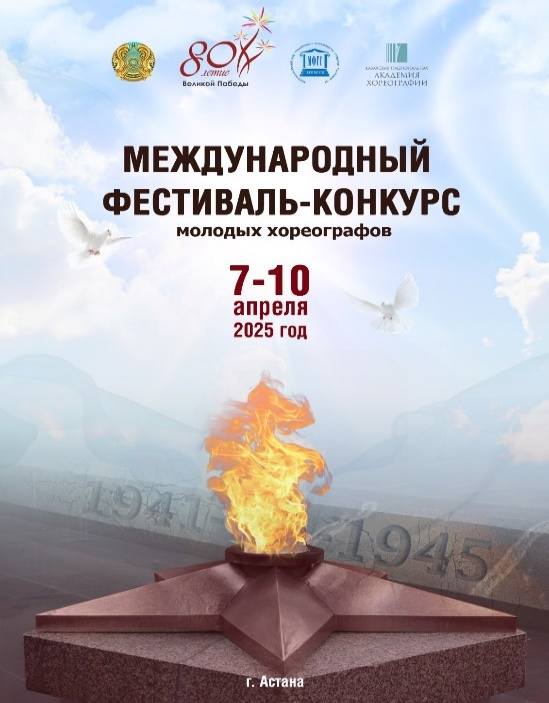 80
летие
Великой Победы
МФГС
АКАДЕМИЯ
ХОРЕОГРАФИИ
МЕЖДУНАРОДНЫЙ
ФЕСТИВАЛЬ-КОНКУРС
молодых хореографов
7-10
апреля
2025 год
1941
1945
г. Астана